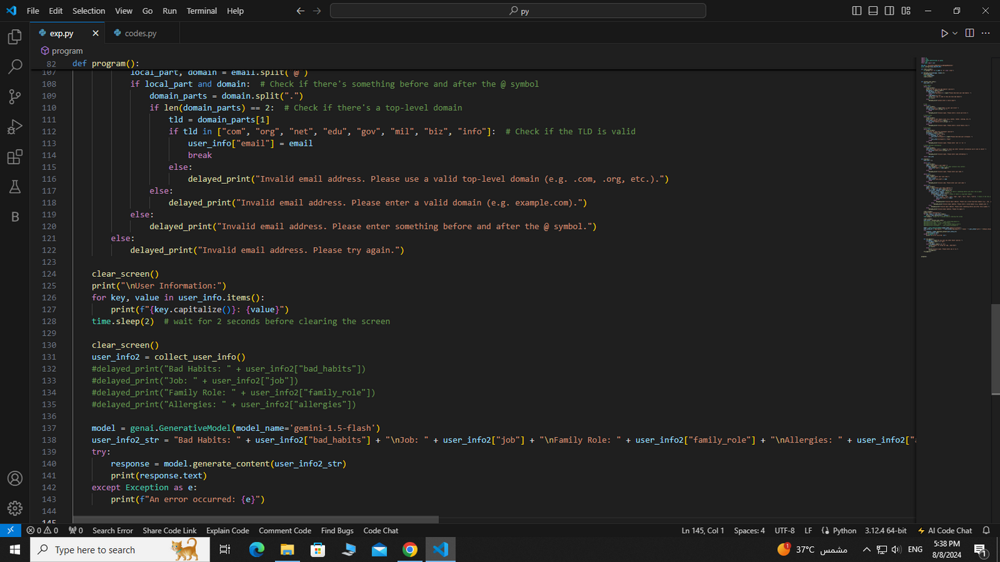 File Edit Selection View Go Run Terminal Help
py
exp.py
codes.py
program
82 def program():
107 local_part, domain = email.split("@")
108 if local_part and domain:  # Check if there's something before and after the @ symbol
109 domain_parts = domain.split(".")
110 if len(domain_parts) == 2:  # Check if there's a top-level domain
111 tld = domain_parts[1]
112 if tld in ["com", "org", "net", "edu", "gov", "mil", "biz", "info"]:  # Check if the TLD is valid
113 user_info["email"] = email
114 break
115 else:
116 delayed_print("Invalid email address. Please use a valid top-level domain (e.g. .com, .org, etc.).")
117 else:
118 delayed_print("Invalid email address. Please enter a valid domain (e.g. example.com).")
119 else:
120 delayed_print("Invalid email address. Please enter something before and after the @ symbol.")
121 else:
122 delayed_print("Invalid email address. Please try again.")
123
124 clear_screen()
125 print("\nUser Information:")
126 for key, value in user_info.items():
127 print(f"{key.capitalize()}: {value}")
128 time.sleep(2)  # wait for 2 seconds before clearing the screen
129
130 clear_screen()
131 user_info2 = collect_user_info()
132 #delayed_print("Bad Habits: " + user_info2["bad_habits"])
133 #delayed_print("Job: " + user_info2["job"])
134 #delayed_print("Family Role: " + user_info2["family_role"])
135 #delayed_print("Allergies: " + user_info2["allergies"])
136
137 model = genai.GenerativeModel(model_name='gemini-1.5-flash')
138 user_info2_str = "Bad Habits: " + user_info2["bad_habits"] + "\nJob: " + user_info2["job"] + "\nFamily Role: " + user_info2["family_role"] + "\nAllergies: " + user_info2["a
139 try:
140 response = model.generate_content(user_info2_str)
141 print(response.text)
142 except Exception as e:
143 print(f"An error occurred: {e}")
144
145
0 0 0 Search Error Share Code Link Explain Code Comment Code Find Bugs Code Chat Ln 145, Col 1 Spaces: 4 UTF-8 LF Python 3.12.4 64-bit AI Code Chat
Type here to search
1 37°C مشمس ENG 5:38 PM 8/8/2024 1